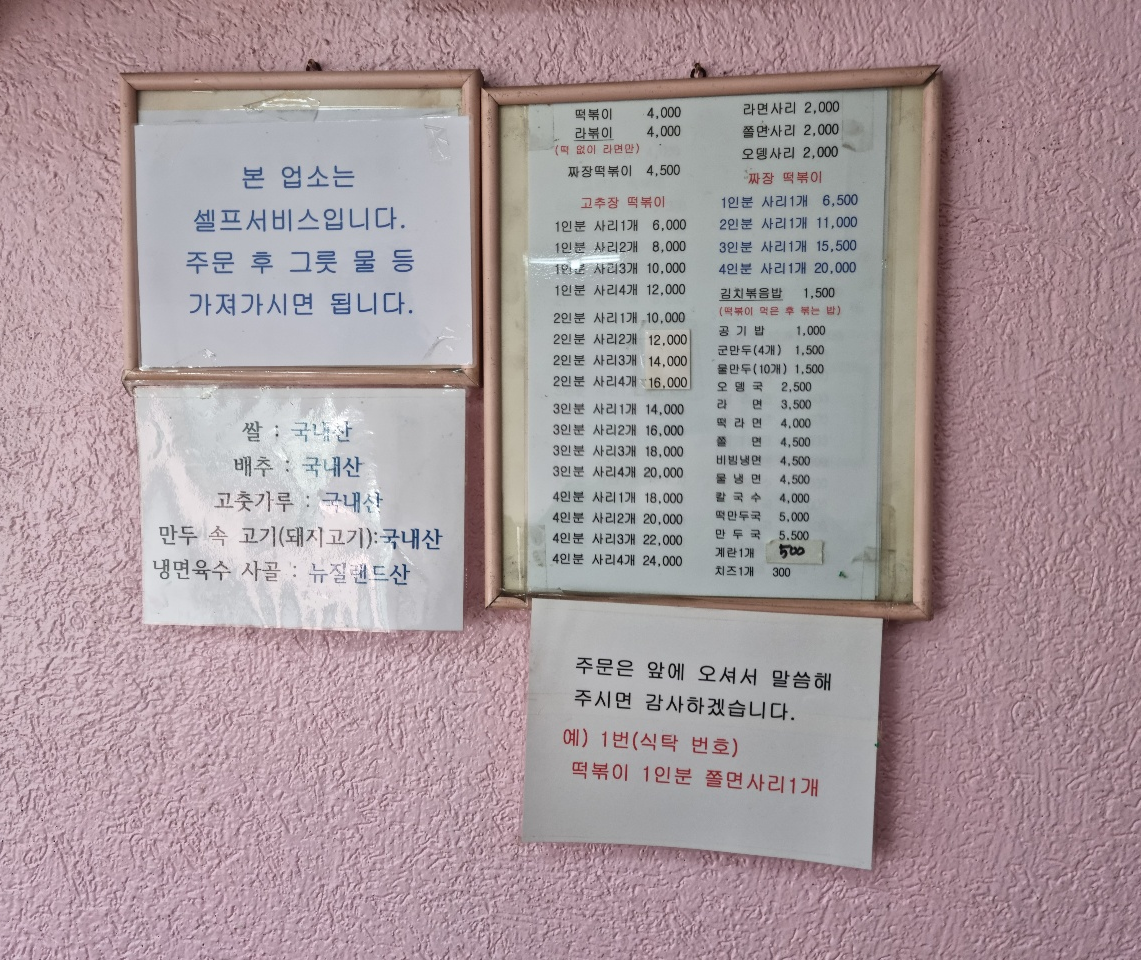 본 업소는
셀프서비스입니다.
주문 후 그릇 물 등
가져가시면 됩니다.
쌀 : 국내산
배추 : 국내산
고춧가루 : 국내산
만두 속 고기(돼지고기):국내산
냉면육수 사골 : 뉴질랜드산
떡볶이 4,000
라볶이 4,000
(떡 없이 라면만)
짜장떡볶이 4,500
고추장 떡볶이
1인분 사리1개 6,000
1인분 사리2개 8,000
1인분 사리3개 10,000
1인분 사리4개 12,000
2인분 사리1개 10,000
2인분 사리2개 12,000
2인분 사리3개 14,000
2인분 사리4개 16,000
3인분 사리1개 14,000
3인분 사리2개 16,000
3인분 사리3개 18,000
3인분 사리4개 20,000
4인분 사리1개 18,000
4인분 사리2개 20,000
4인분 사리3개 22,000
4인분 사리4개 24,000
라면사리 2,000
쫄면사리 2,000
오뎅사리 2,000
짜장 떡볶이
1인분 사리1개 6,500
2인분 사리1개 11,000
3인분 사리1개 15,500
4인분 사리1개 20,000
김치볶음밥 1,500
(떡볶이 먹은 후 볶는 밥)
공 기 밥 1,000
군만두(4개) 1,500
물만두(10개) 1,500
오 뎅 국 2,500
라 면 3,500
떡 라 면 4,000
쫄 면 4,500
비빔냉면 4,500
물 냉 면 4,500
칼 국 수 4,000
떡만두국 5,000
만 두 국 5,500
계란1개 500
치즈1개 300
주문은 앞에 오셔서 말씀해
주시면 감사하겠습니다.
예) 1번(식탁 번호)
떡볶이 1인분 쫄면사리1개